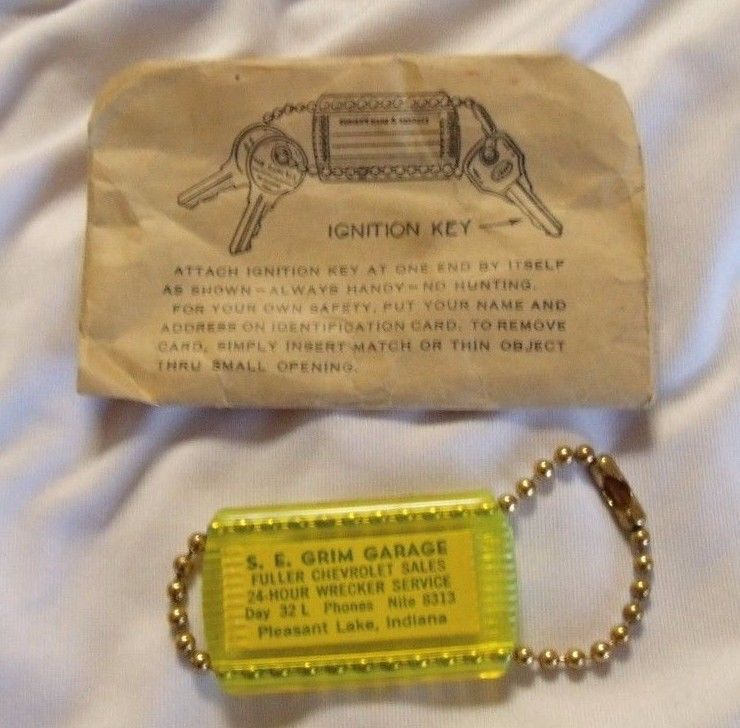 IGNITION KEY
ATTACH IGNITION KEY AT ONE END BY ITSELF
AS SHOWN — ALWAYS HANDY — NO HUNTING.
FOR YOUR OWN SAFETY, PUT YOUR NAME AND
ADDRESS ON IDENTIFICATION CARD. TO REMOVE
CARD, SIMPLY INSERT MATCH OR THIN OBJECT
THRU SMALL OPENING.
S. E. GRIM GARAGE
FULLER CHEVROLET SALES
24-HOUR WRECKER SERVICE
Day 32 L Phones Nite 8313
Pleasant Lake, Indiana